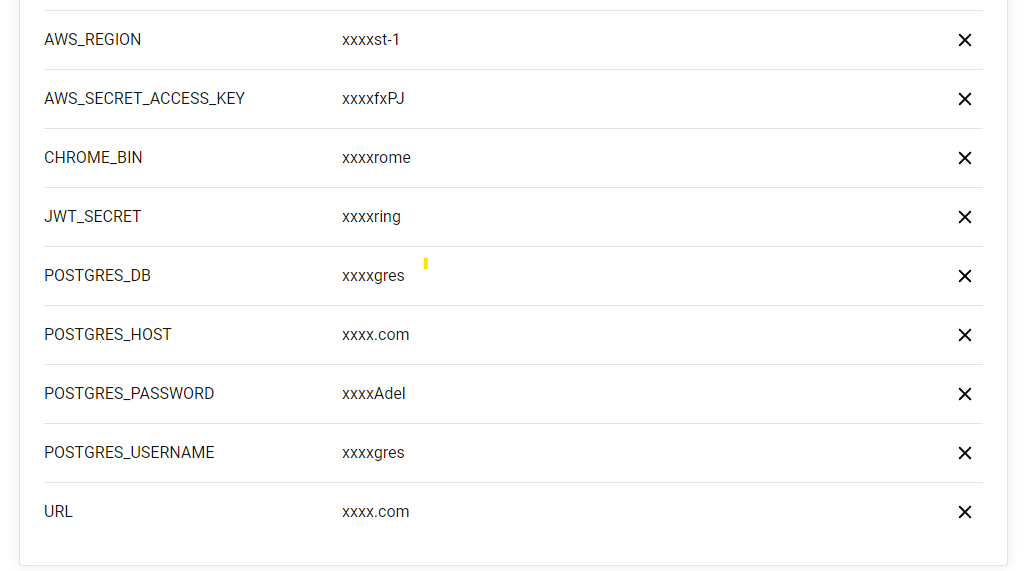 AWS_REGION xxxxst-1
AWS_SECRET_ACCESS_KEY xxxxfxPJ
CHROME_BIN xxxxrome
JWT_SECRET xxxxring
POSTGRES_DB xxxxgres
POSTGRES_HOST xxxx.com
POSTGRES_PASSWORD xxxxAdel
POSTGRES_USERNAME xxxxgres
URL xxxx.com